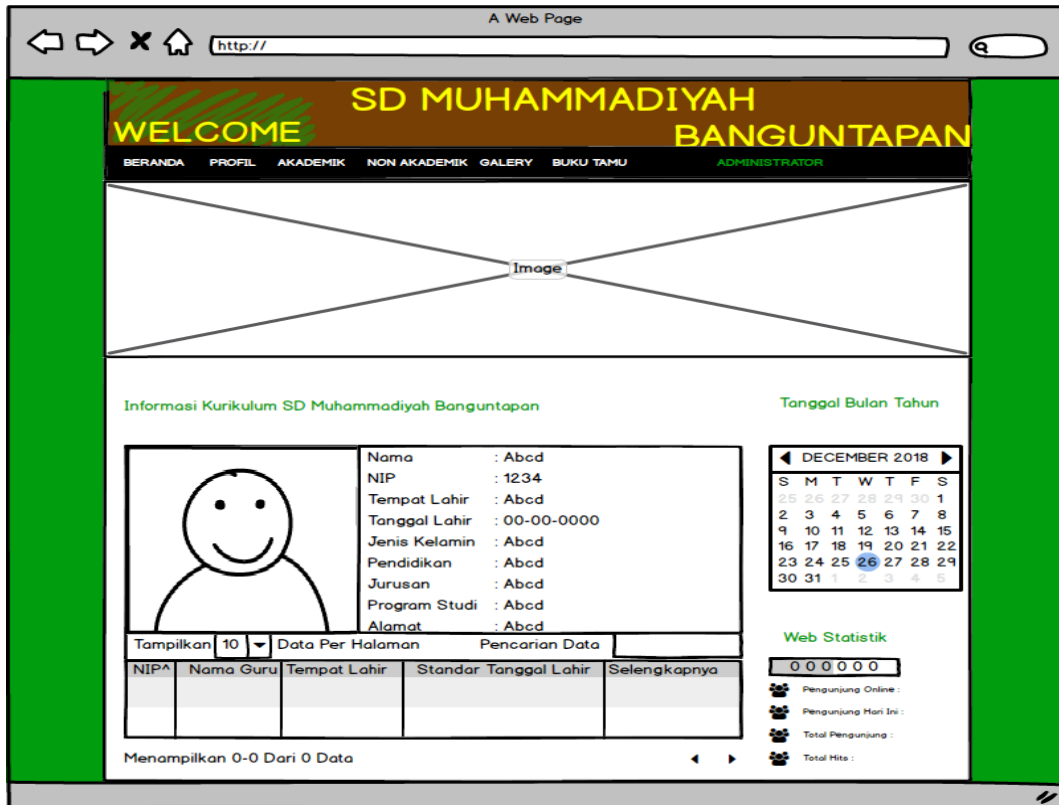 A Web Page
http://
SD MUHAMMADIYAH
WELCOME BANGUNTAPAN
BERANDA PROFIL AKADEMIK NON AKADEMIK GALERY BUKU TAMU ADMINISTRATOR
Image
Informasi Kurikulum SD Muhammadiyah Banguntapan
Nama : Abcd
NIP : 1234
Tempat Lahir : Abcd
Tanggal Lahir : 00-00-0000
Jenis Kelamin : Abcd
Pendidikan : Abcd
Jurusan : Abcd
Program Studi : Abcd
Alamat : Abcd
Tampilkan 10 Data Per Halaman Pencarian Data
NIP^ Nama Guru Tempat Lahir Standar Tanggal Lahir Selengkapnya
Menampilkan 0-0 Dari 0 Data
Tanggal Bulan Tahun
DECEMBER 2018
S M T W T F S
25 26 27 28 29 30 1
2 3 4 5 6 7 8
9 10 11 12 13 14 15
16 17 18 19 20 21 22
23 24 25 26 27 28 29
30 31 1 2 3 4 5
Web Statistik
000000
Pengunjung Online :
Pengunjung Hari Ini :
Total Pengunjung :
Total Hits :